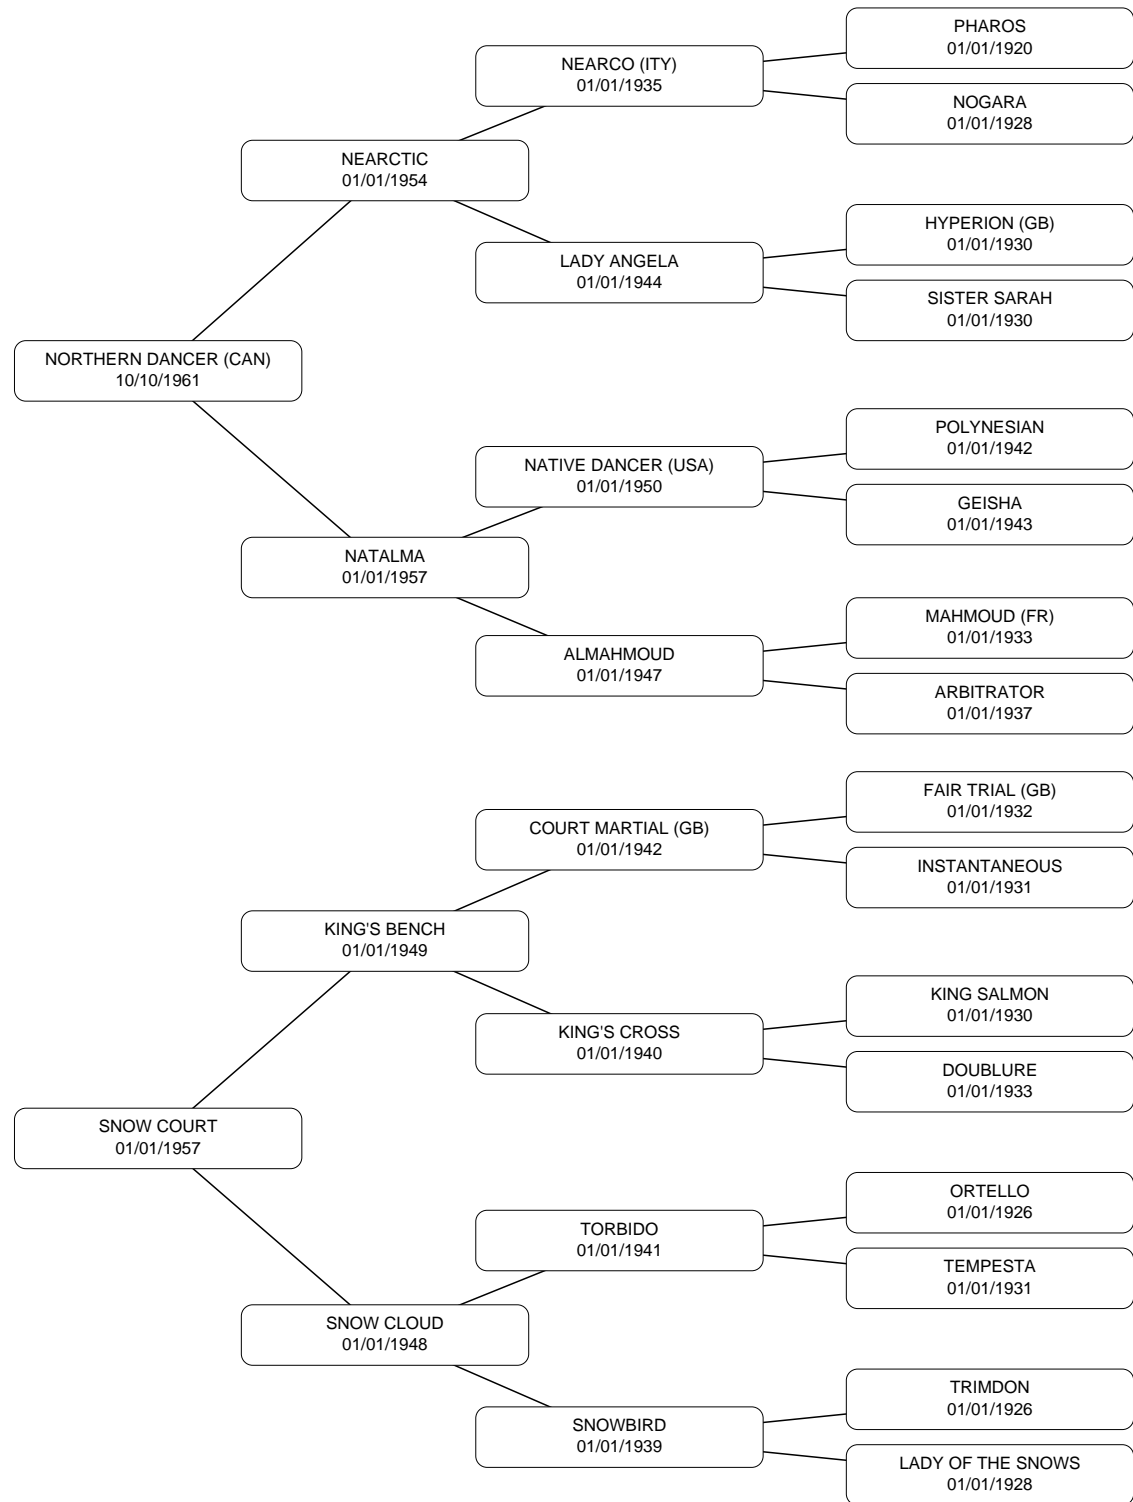 PHAROS
01/01/1920
NEARCO (ITY)
01/01/1935
NOGARA
01/01/1928
NEARCTIC
01/01/1954
HYPERION (GB)
01/01/1930
LADY ANGELA
01/01/1944
SISTER SARAH
01/01/1930
NORTHERN DANCER (CAN)
10/10/1961
POLYNESIAN
01/01/1942
NATIVE DANCER (USA)
01/01/1950
GEISHA
01/01/1943
NATALMA
01/01/1957
MAHMOUD (FR)
01/01/1933
ALMAHMOUD
01/01/1947
ARBITRATOR
01/01/1937
FAIR TRIAL (GB)
01/01/1932
COURT MARTIAL (GB)
01/01/1942
INSTANTANEOUS
01/01/1931
KING'S BENCH
01/01/1949
KING SALMON
01/01/1930
KING'S CROSS
01/01/1940
DOUBLURE
01/01/1933
SNOW COURT
01/01/1957
ORTELLO
01/01/1926
TORBIDO
01/01/1941
TEMPESTA
01/01/1931
SNOW CLOUD
01/01/1948
TRIMDON
01/01/1926
SNOWBIRD
01/01/1939
LADY OF THE SNOWS
01/01/1928